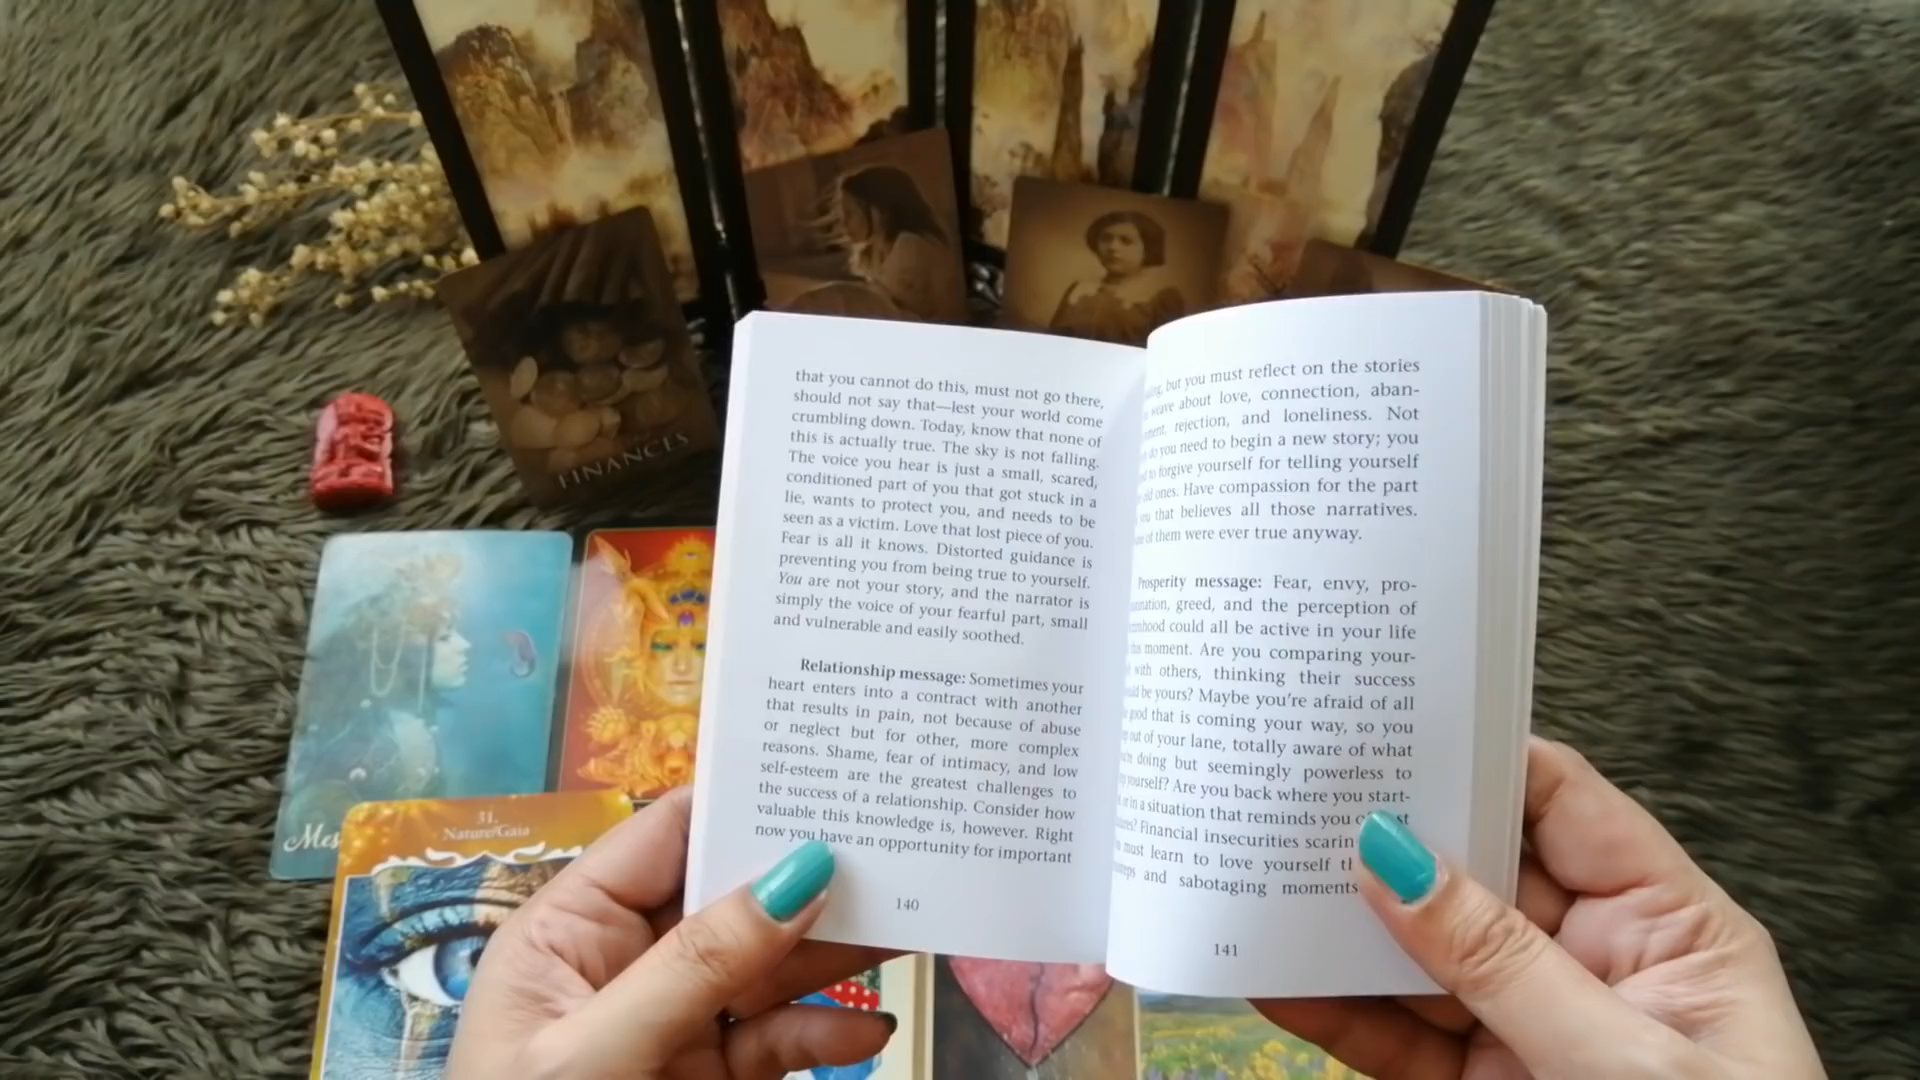 FINANCES
Mes
31.
Nature/Gaia
that you cannot do this, must not go there,
should not say that—lest your world come
crumbling down. Today, know that none of
this is actually true. The sky is not falling.
The voice you hear is just a small, scared,
conditioned part of you that got stuck in a
lie, wants to protect you, and needs to be
seen as a victim. Love that lost piece of you.
Fear is all it knows. Distorted guidance is
preventing you from being true to yourself.
You are not your story, and the narrator is
simply the voice of your fearful part, small
and vulnerable and easily soothed.
Relationship message: Sometimes your
heart enters into a contract with another
that results in pain, not because of abuse
or neglect but for other, more complex
reasons. Shame, fear of intimacy, and low
self-esteem are the greatest challenges to
the success of a relationship. Consider how
valuable this knowledge is, however. Right
now you have an opportunity for important
140
but you must reflect on the stories
weave about love, connection, aban-
rejection, and loneliness. Not
do you need to begin a new story; you
to forgive yourself for telling yourself
old ones. Have compassion for the part
that believes all those narratives.
of them were ever true anyway.
Prosperity message: Fear, envy, pro-
greed, and the perception of
could all be active in your life
this moment. Are you comparing your-
with others, thinking their success
be yours? Maybe you're afraid of all
good that is coming your way, so you
out of your lane, totally aware of what
doing but seemingly powerless to
yourself? Are you back where you start-
or in a situation that reminds you
Financial insecurities
must learn to love yourself
and sabotaging moments
141